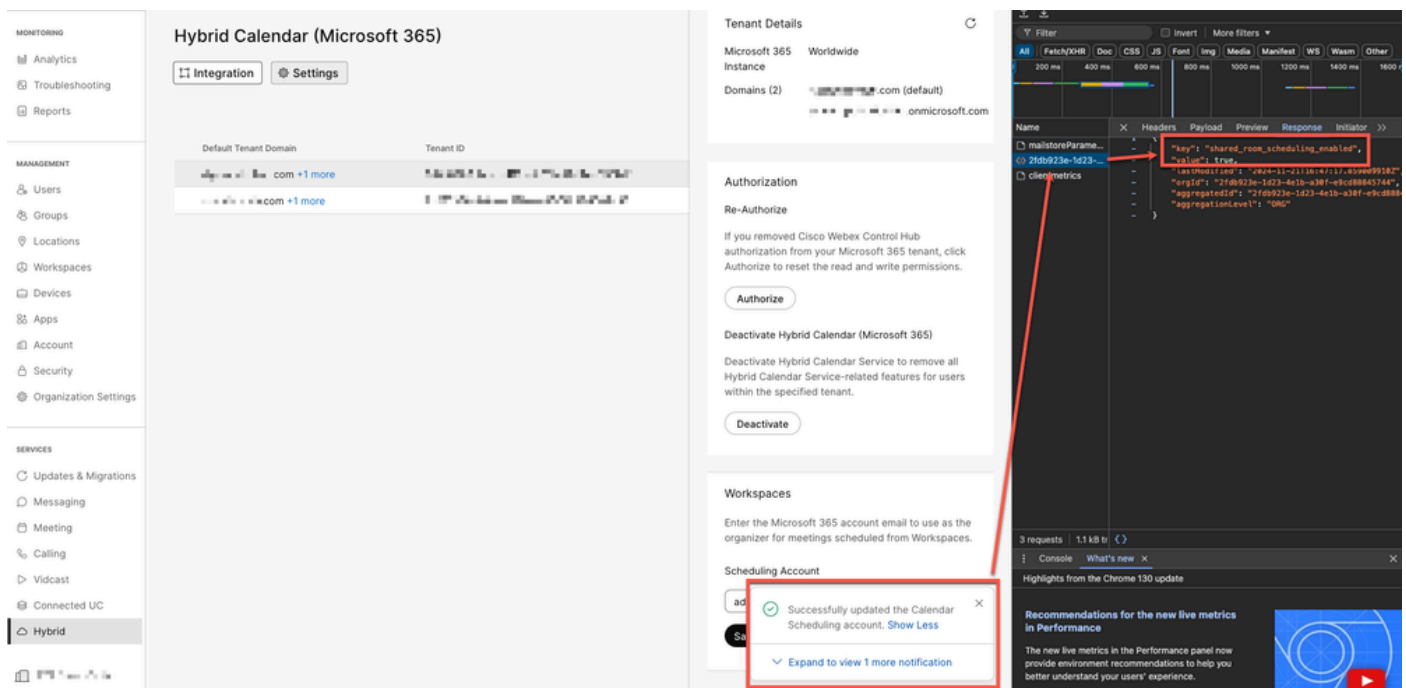 MONITORING
Analytics
Troubleshooting
Reports
MANAGEMENT
Users
Groups
Locations
Workspaces
Devices
Apps
Account
Security
Organization Settings
SERVICES
Updates & Migrations
Messaging
Meeting
Calling
Vidcast
Connected UC
Hybrid
Hybrid Calendar (Microsoft 365)
Integration
Settings
Default Tenant Domain
Tenant ID
com +1 more
.com +1 more
Tenant Details
Microsoft 365 Instance
Worldwide
Domains (2)
.com (default)
.onmicrosoft.com
Authorization
Re-Authorize
If you removed Cisco Webex Control Hub
authorization from your Microsoft 365 tenant, click
Authorize to reset the read and write permissions.
Authorize
Deactivate Hybrid Calendar (Microsoft 365)
Deactivate Hybrid Calendar Service to remove all
Hybrid Calendar Service-related features for users
within the specified tenant.
Deactivate
Workspaces
Enter the Microsoft 365 account email to use as the
organizer for meetings scheduled from Workspaces.
Scheduling Account
ad
Sa
Successfully updated the Calendar
Scheduling account. Show Less
Expand to view 1 more notification
Filter
Invert
More filters
All Fetch/XHR Doc CSS JS Font Img Media Manifest WS Wasm Other
200 ms 400 ms 600 ms 800 ms 1000 ms 1200 ms 1400 ms 1600
Name
Headers Payload Preview Response Initiator
mailstoreParame...
2fdb923e-1d23-...
clientmetrics
"key": "shared_room_scheduling_enabled",
"value": true,
"lastModified":
"orgId": "2fdb923e-1d23-4e1b-a30f-e9cd88845744",
"aggregatedId": "2fdb923e-1d23-4e1b-a30f-e9cd888
"aggregationLevel": "ORG"
}
3 requests 1.1 kB tr {}
Console What's new
Highlights from the Chrome 130 update
Recommendations for the new live metrics
in Performance
The new live metrics in the Performance panel now
provide environment recommendations to help you
better understand your users' experience.